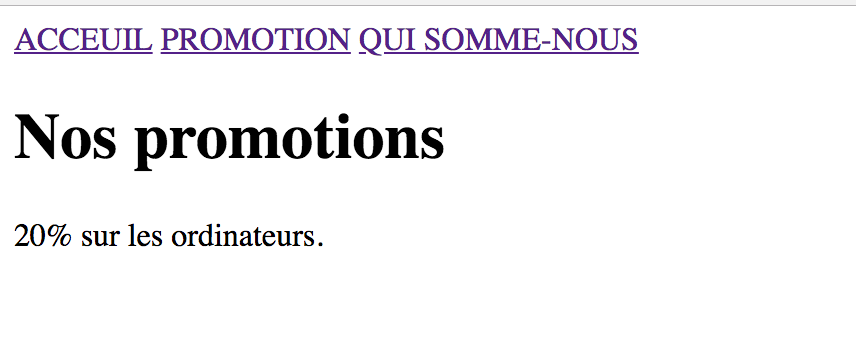 ACCEUIL PROMOTION QUI SOMME-NOUS
Nos promotions
20% sur les ordinateurs.